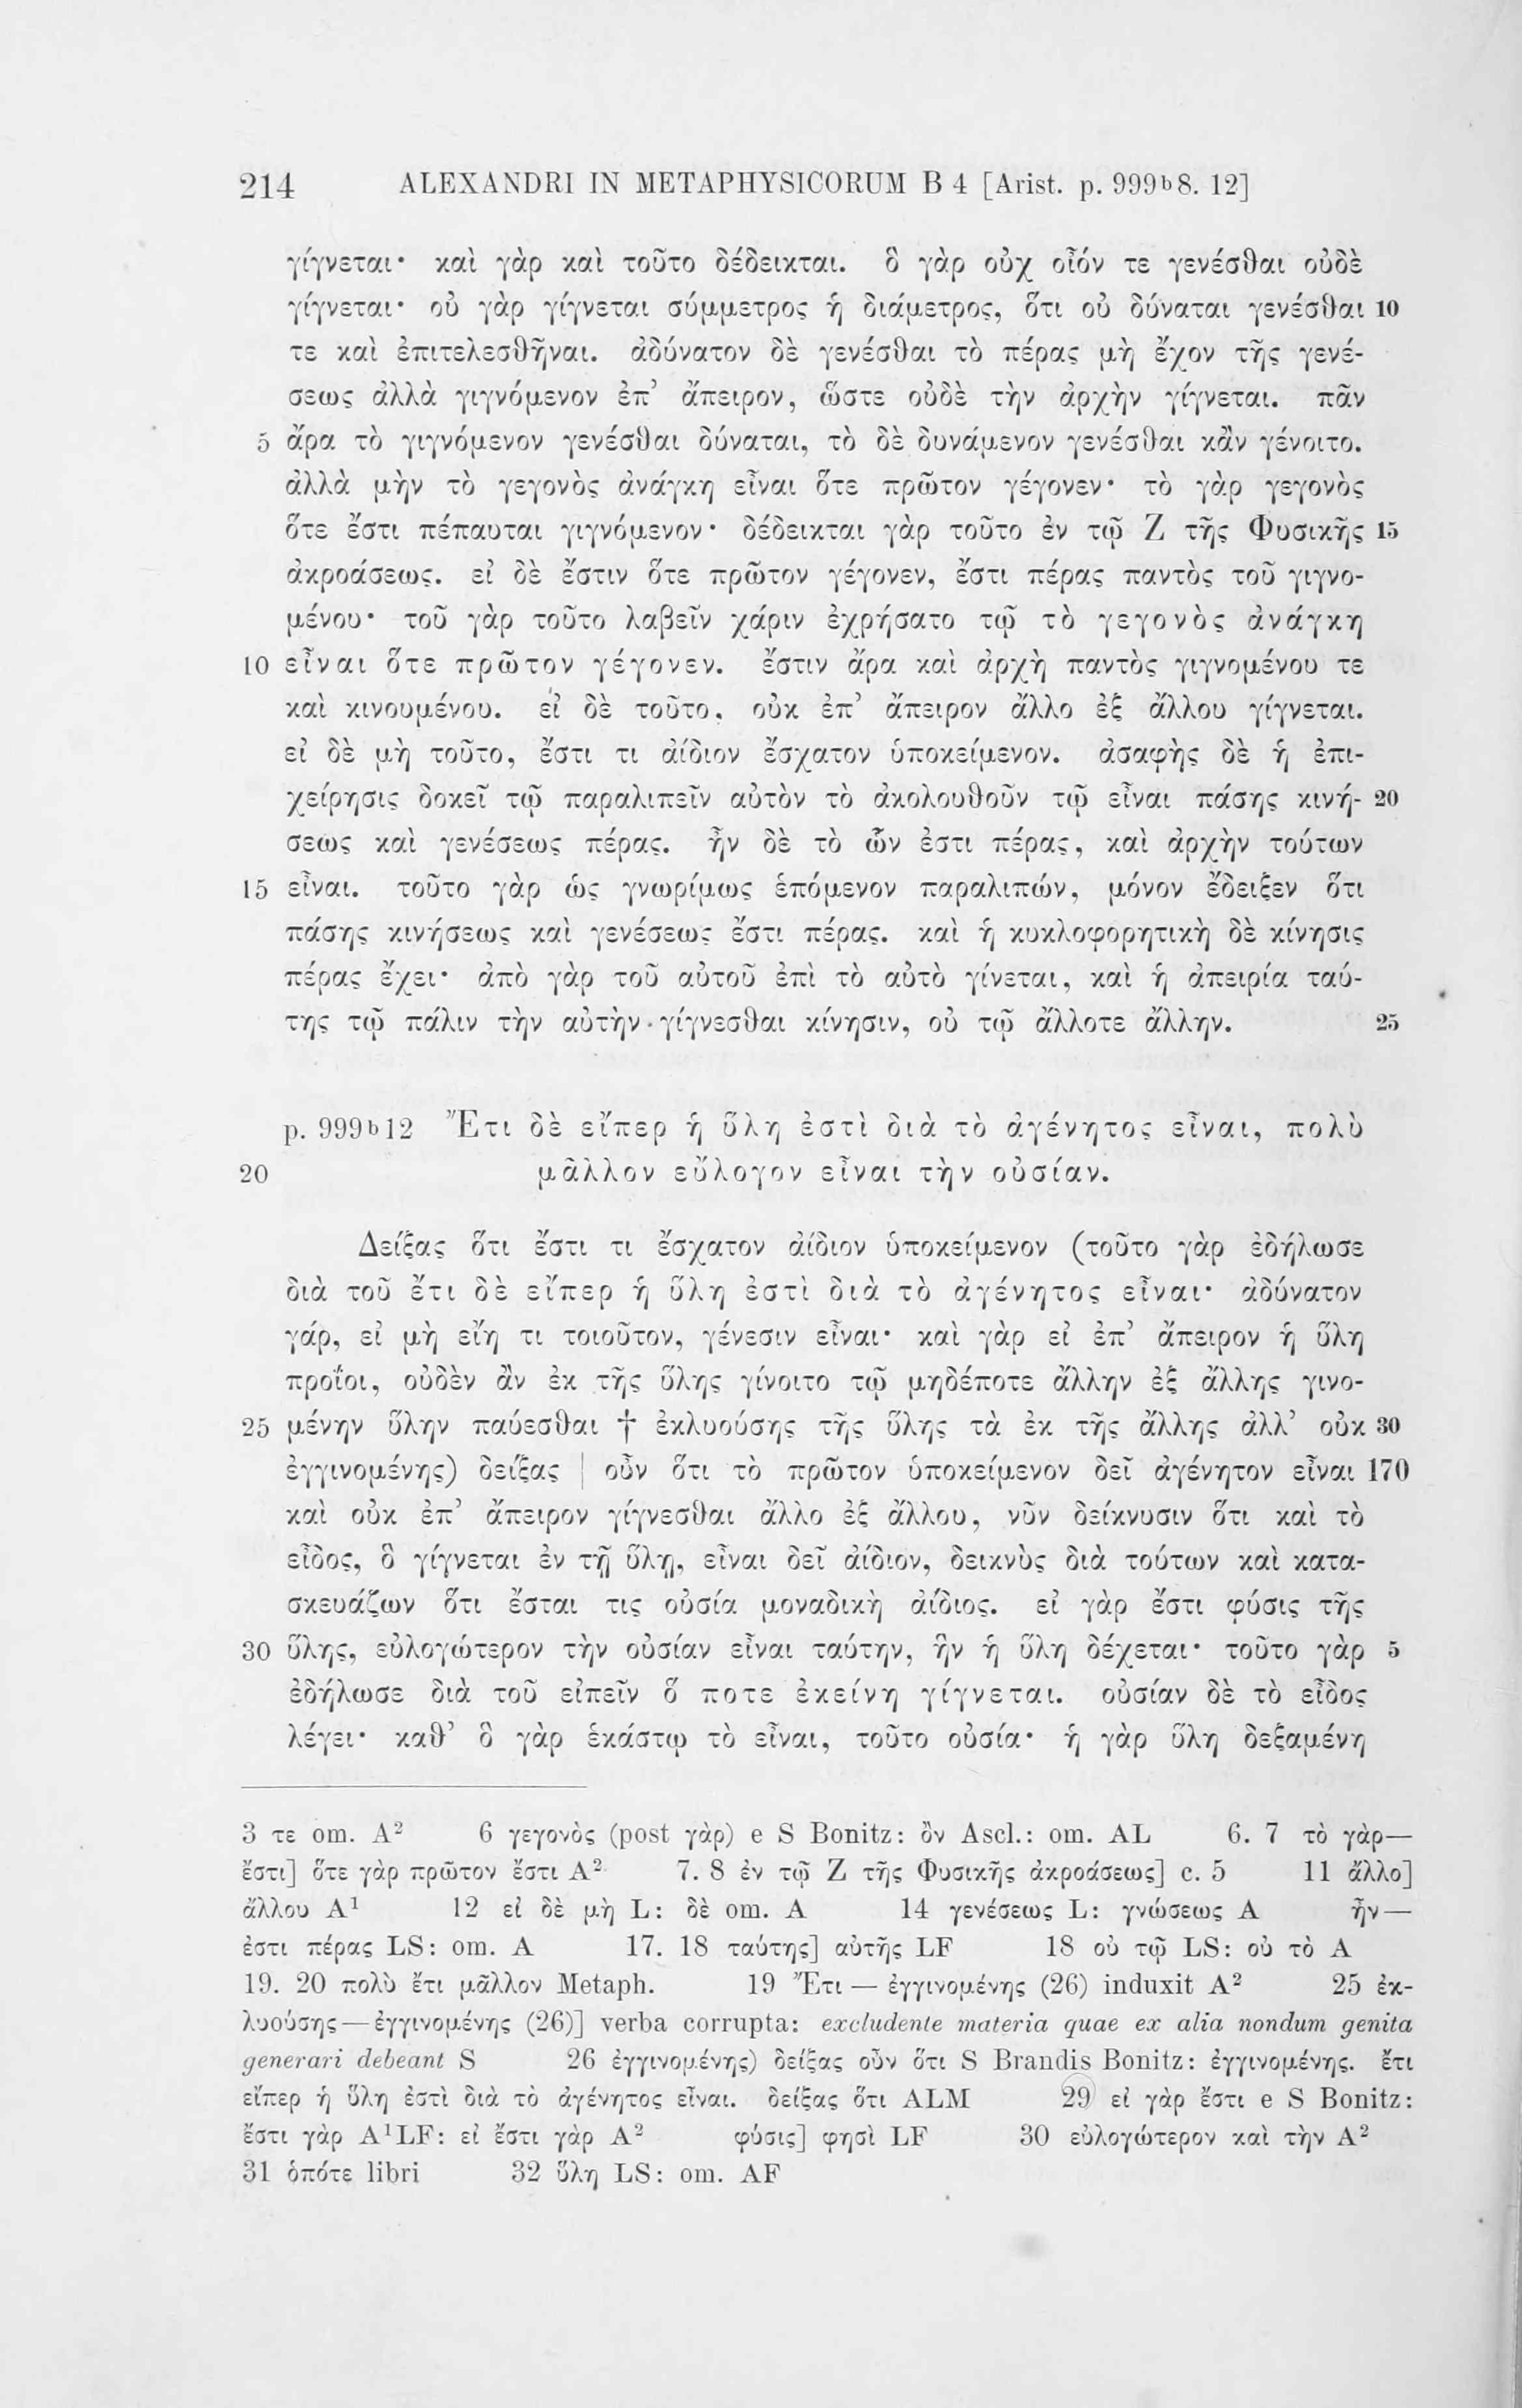 214 ALEXANDRI IN METAPHYSICORUM B 4 [Arist. p. 999ᵇ8. 12]
γίγνεται· καὶ γὰρ καὶ τοῦτο δέδεικται. ὃ γὰρ οὐχ οἷόν τε γενέσθαι οὐδὲ
γίγνεται· οὐ γὰρ γίγνεται σύμμετρος ἡ διάμετρος, ὅτι οὐ δύναται γενέσθαι 10
τε καὶ ἐπιτελεσθῆναι. ἀδύνατον δὲ γενέσθαι τὸ πέρας μὴ ἔχον τῆς γενέ-
σεως ἀλλὰ γιγνόμενον ἐπ’ ἄπειρον, ὥστε οὐδὲ τὴν ἀρχὴν γίγνεται. πᾶν
5 ἄρα τὸ γιγνόμενον γενέσθαι δύναται, τὸ δὲ δυνάμενον γενέσθαι κἂν γένοιτο.
ἀλλὰ μὴν τὸ γεγονὸς ἀνάγκη εἶναι ὅτε πρῶτον γέγονεν· τὸ γὰρ γεγονὸς
ὅτε ἔστι πέπαυται γιγνόμενον· δέδεικται γὰρ τοῦτο ἐν τῷ Ζ τῆς Φυσικῆς 15
ἀκροάσεως. εἰ δὲ ἔστιν ὅτε πρῶτον γέγονεν, ἔστι πέρας παντὸς τοῦ γιγνο-
μένου· τοῦ γὰρ τοῦτο λαβεῖν χάριν ἐχρήσατο τῷ τὸ γεγονὸς ἀνάγκη
10 εἶναι ὅτε πρῶτον γέγονεν. ἔστιν ἄρα καὶ ἀρχὴ παντὸς γιγνομένου τε
καὶ κινουμένου. εἰ δὲ τοῦτο, οὐκ ἐπ’ ἄπειρον ἄλλο ἐξ ἄλλου γίγνεται.
εἰ δὲ μὴ τοῦτο, ἔστι τι ἀίδιον ἔσχατον ὑποκείμενον. ἀσαφὴς δὲ ἡ ἐπι-
χείρησις δοκεῖ τῷ παραλιπεῖν αὐτὸν τὸ ἀκολουθοῦν τῷ εἶναι πάσης κινή- 20
σεως καὶ γενέσεως πέρας. ἦν δὲ τὸ ὧν ἐστι πέρας, καὶ ἀρχὴν τούτων
15 εἶναι. τοῦτο γὰρ ὡς γνωρίμως ἑπόμενον παραλιπών, μόνον ἔδειξεν ὅτι
πάσης κινήσεως καὶ γενέσεως ἔστι πέρας. καὶ ἡ κυκλοφορητικὴ δὲ κίνησις
πέρας ἔχει· ἀπὸ γὰρ τοῦ αὐτοῦ ἐπὶ τὸ αὐτὸ γίνεται, καὶ ἡ ἀπειρία ταύ-
της τῷ πάλιν τὴν αὐτὴν γίγνεσθαι κίνησιν, οὐ τῷ ἄλλοτε ἄλλην. 25
p. 999ᵇ12 Ἔτι δὲ εἴπερ ἡ ὕλη ἐστὶ διὰ τὸ ἀγένητος εἶναι, πολὺ
20 μᾶλλον εὔλογον εἶναι τὴν οὐσίαν.
Δείξας ὅτι ἔστι τι ἔσχατον ἀίδιον ὑποκείμενον (τοῦτο γὰρ ἐδήλωσε
διὰ τοῦ ἔτι δὲ εἴπερ ἡ ὕλη ἐστὶ διὰ τὸ ἀγένητος εἶναι· ἀδύνατον
γάρ, εἰ μὴ εἴη τι τοιοῦτον, γένεσιν εἶναι· καὶ γὰρ εἰ ἐπ’ ἄπειρον ἡ ὕλη
προΐοι, οὐδὲν ἂν ἐκ τῆς ὕλης γίνοιτο τῷ μηδέποτε ἄλλην ἐξ ἄλλης γινο-
25 μένην ὕλην παύεσθαι † ἐκλυούσης τῆς ὕλης τὰ ἐκ τῆς ἄλλης ἀλλ’ οὐκ 30
ἐγγινομένης) δείξας | οὖν ὅτι τὸ πρῶτον ὑποκείμενον δεῖ ἀγένητον εἶναι 170
καὶ οὐκ ἐπ’ ἄπειρον γίγνεσθαι ἄλλο ἐξ ἄλλου, νῦν δείκνυσιν ὅτι καὶ τὸ
εἶδος, ὃ γίγνεται ἐν τῇ ὕλῃ, εἶναι δεῖ ἀίδιον, δεικνὺς διὰ τούτων καὶ κατα-
σκευάζων ὅτι ἔσται τις οὐσία μοναδικὴ ἀίδιος. εἰ γὰρ ἔστι φύσις τῆς
30 ὕλης, εὐλογώτερον τὴν οὐσίαν εἶναι ταύτην, ἣν ἡ ὕλη δέχεται· τοῦτο γὰρ 5
ἐδήλωσε διὰ τοῦ εἰπεῖν ὅ ποτε ἐκείνη γίγνεται. οὐσίαν δὲ τὸ εἶδος
λέγει· καθ’ ὃ γὰρ ἑκάστῳ τὸ εἶναι, τοῦτο οὐσία· ἡ γὰρ ὕλη δεξαμένη
3 τε om. A² 6 γεγονὸς (post γὰρ) e S Bonitz: ὂν Ascl.: om. AL 6. 7 τὸ γὰρ—
ἔστι] ὅτε γὰρ πρῶτον ἔστι A² 7. 8 ἐν τῷ Ζ τῆς Φυσικῆς ἀκροάσεως] c. 5 11 ἄλλο]
ἄλλου A¹ 12 εἰ δὲ μὴ L: δὲ om. A 14 γενέσεως L: γνώσεως A ἦν—
ἐστι πέρας LS: om. A 17. 18 ταύτης] αὐτῆς LF 18 οὐ τῷ LS: οὐ τὸ A
19. 20 πολὺ ἔτι μᾶλλον Metaph. 19 Ἔτι — ἐγγινομένης (26) induxit A² 25 ἐκ-
λυούσης—ἐγγινομένης (26)] verba corrupta: excludente materia quae ex alia nondum genita
generari debeant S 26 ἐγγινομένης) δείξας οὖν ὅτι S Brandis Bonitz: ἐγγινομένης. ἔτι
εἴπερ ἡ ὕλη ἐστὶ διὰ τὸ ἀγένητος εἶναι. δείξας ὅτι ALM 29 εἰ γὰρ ἔστι e S Bonitz:
ἔστι γὰρ A¹LF: εἰ ἔστι γὰρ A² φύσις] φησὶ LF 30 εὐλογώτερον καὶ τὴν A²
31 ὁπότε libri 32 ὕλη LS: om. AF